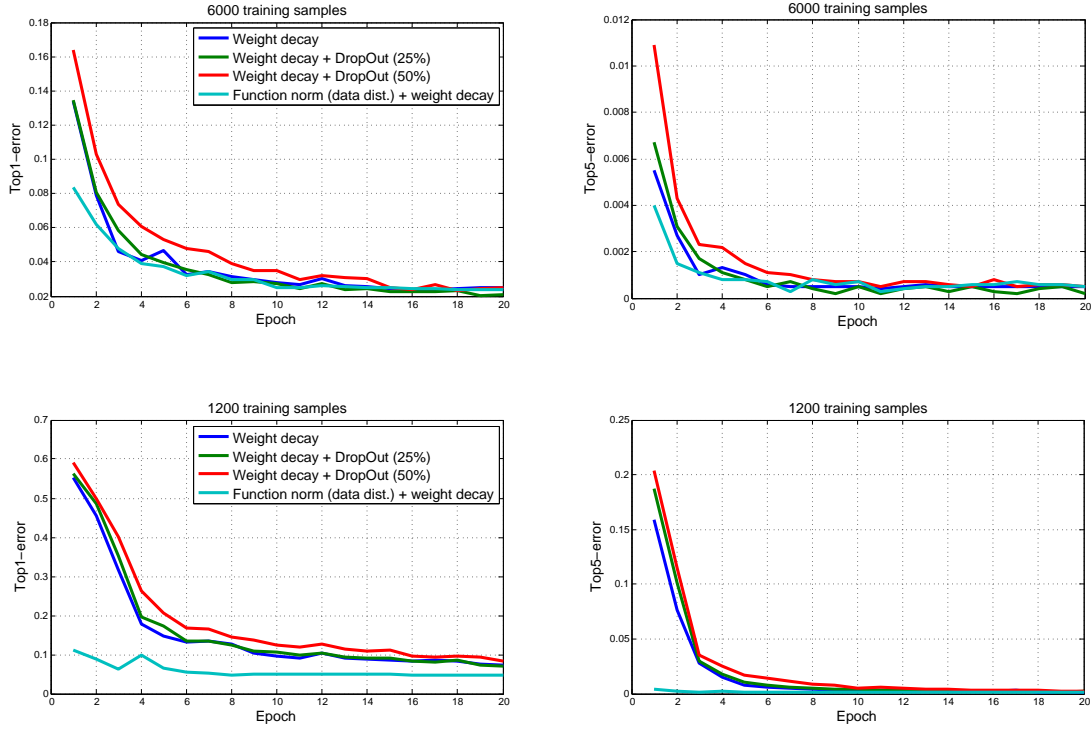 6000 training samples
0.18
0.16
0.14
0.12
0.1
0.08
0.06
0.04
0.02
Top1-error
Weight decay
Weight decay + DropOut (25%)
Weight decay + DropOut (50%)
Function norm (data dist.) + weight decay
0 2 4 6 8 10 12 14 16 18 20
Epoch
6000 training samples
0.012
0.01
0.008
0.006
0.004
0.002
0
Top5-error
0 2 4 6 8 10 12 14 16 18 20
Epoch
1200 training samples
0.7
0.6
0.5
0.4
0.3
0.2
0.1
0
Top1-error
Weight decay
Weight decay + DropOut (25%)
Weight decay + DropOut (50%)
Function norm (data dist.) + weight decay
0 2 4 6 8 10 12 14 16 18 20
Epoch
1200 training samples
0.25
0.2
0.15
0.1
0.05
0
Top5-error
0 2 4 6 8 10 12 14 16 18 20
Epoch